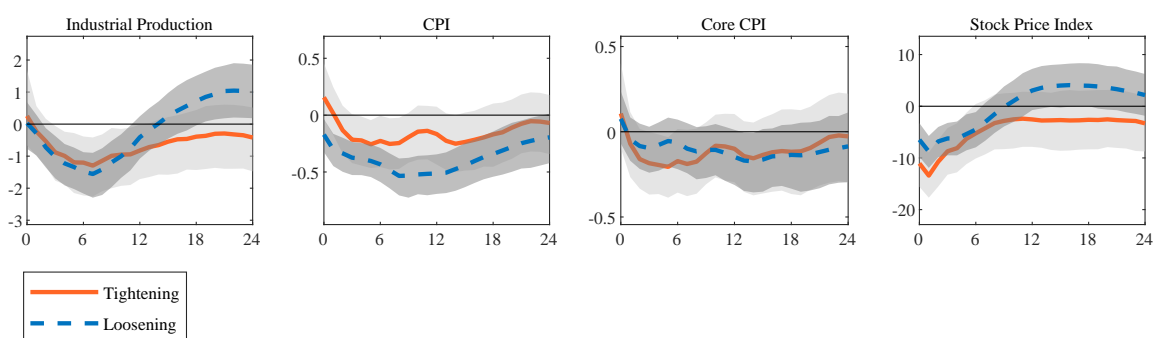 Industrial Production
2
1
0
-1
-2
-3
0 6 12 18 24
CPI
0.5
0
-0.5
0 6 12 18 24
Core CPI
0.5
0
-0.5
0 6 12 18 24
Stock Price Index
10
0
-10
-20
0 6 12 18 24
Tightening
Loosening